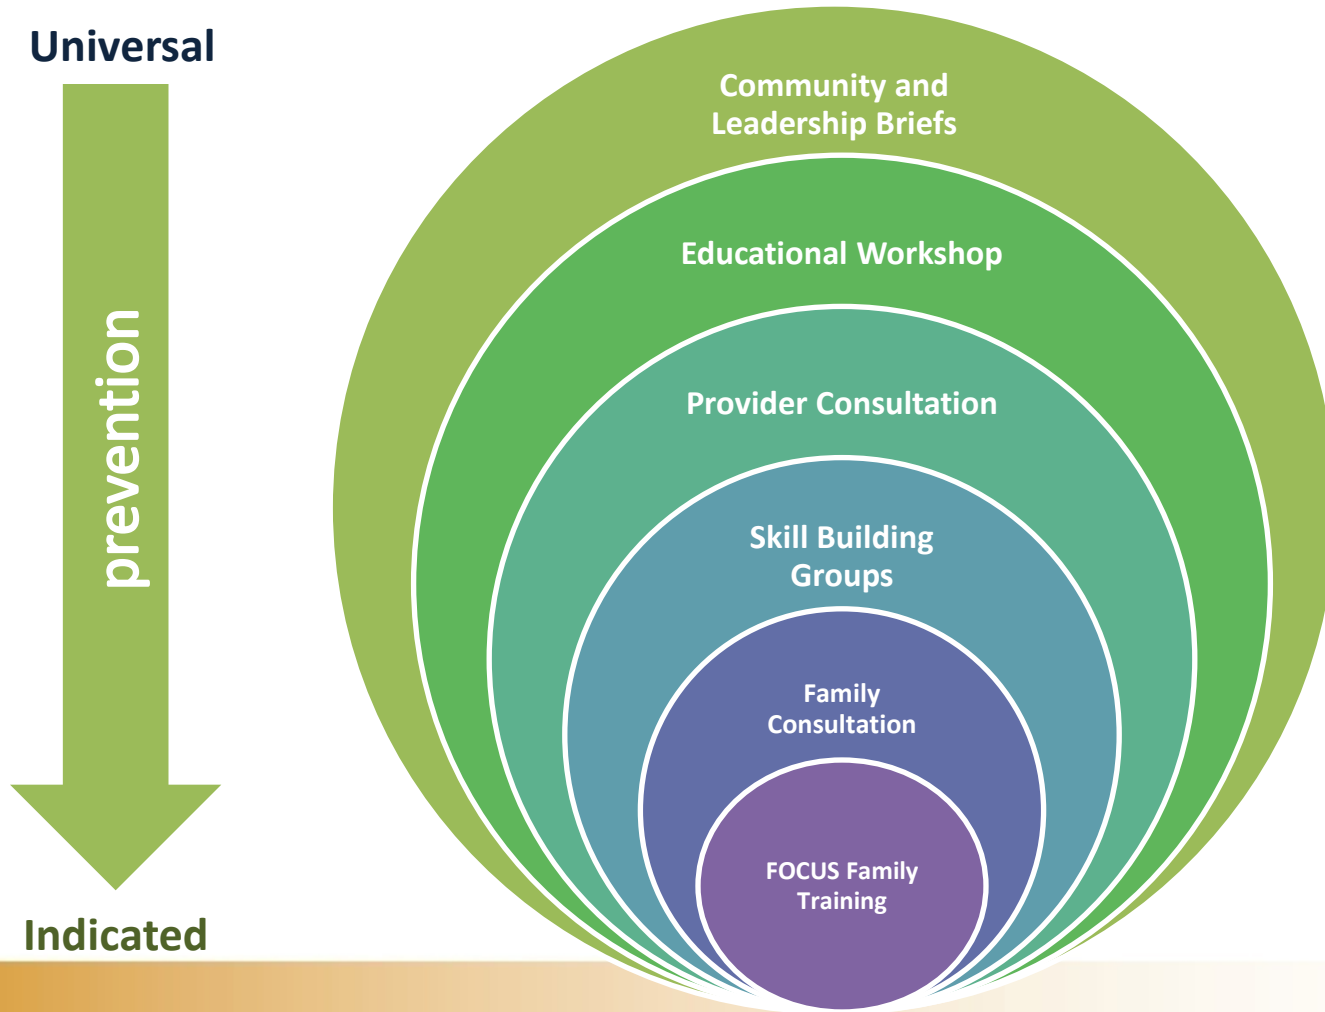 Universal
prevention
Indicated
Community and
Leadership Briefs
Educational Workshop
Provider Consultation
Skill Building
Groups
Family
Consultation
FOCUS Family
Training